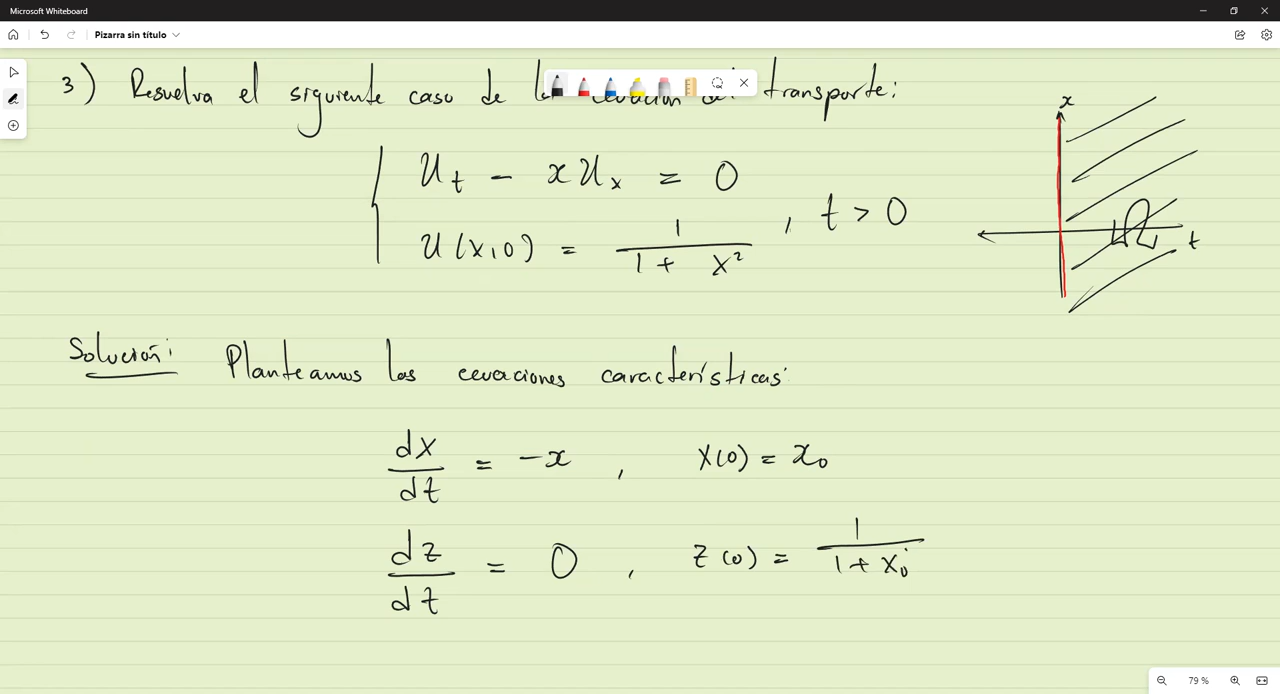 Microsoft Whiteboard
Pizarra sin título
3) Resuelva el siguiente caso de transporte:
x
U_t - x U_x = 0
, t > 0
U(x,0) = 1/(1 + x²)
Ω
t
Solución: Planteamos las ecuaciones características:
dx/dt = -x , x(0) = x₀
dz/dt = 0 , z(0) = 1/(1 + x₀)
79 %